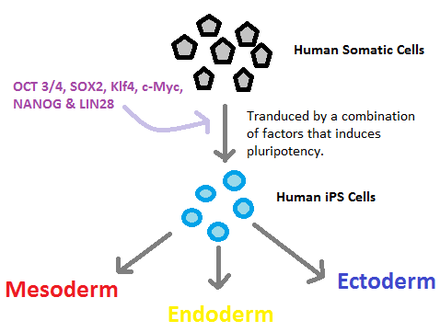 Human Somatic Cells
OCT 3/4, SOX2, Klf4, c-Myc,
NANOG & LIN28
Tranduced by a combination
of factors that induces
pluripotency.
Human iPS Cells
Mesoderm
Endoderm
Ectoderm